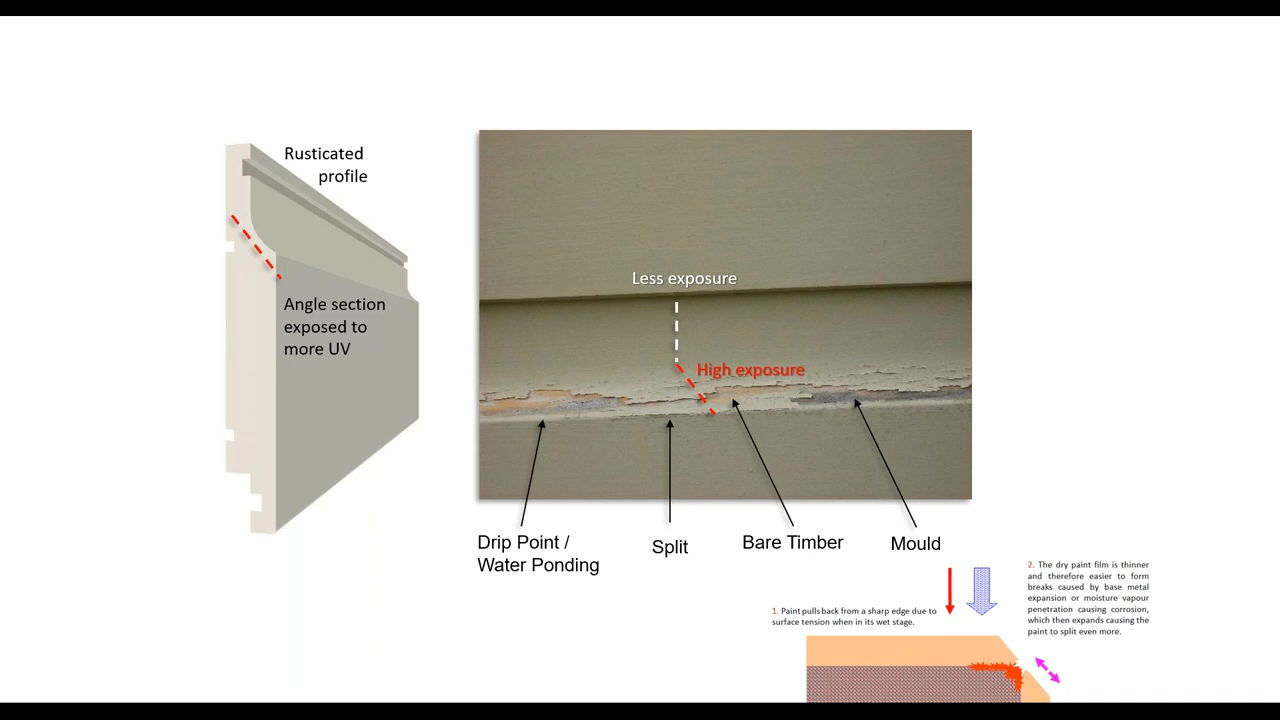 Rusticated
profile
Angle section
exposed to
more UV
Less exposure
High exposure
Drip Point /
Water Ponding
Split
Bare Timber
Mould
1. Paint pulls back from a sharp edge due to
surface tension when in its wet stage.
2. The dry paint film is thinner
and therefore easier to form
breaks caused by base metal
expansion or moisture vapour
penetration causing corrosion,
which then expands causing the
paint to split even more.